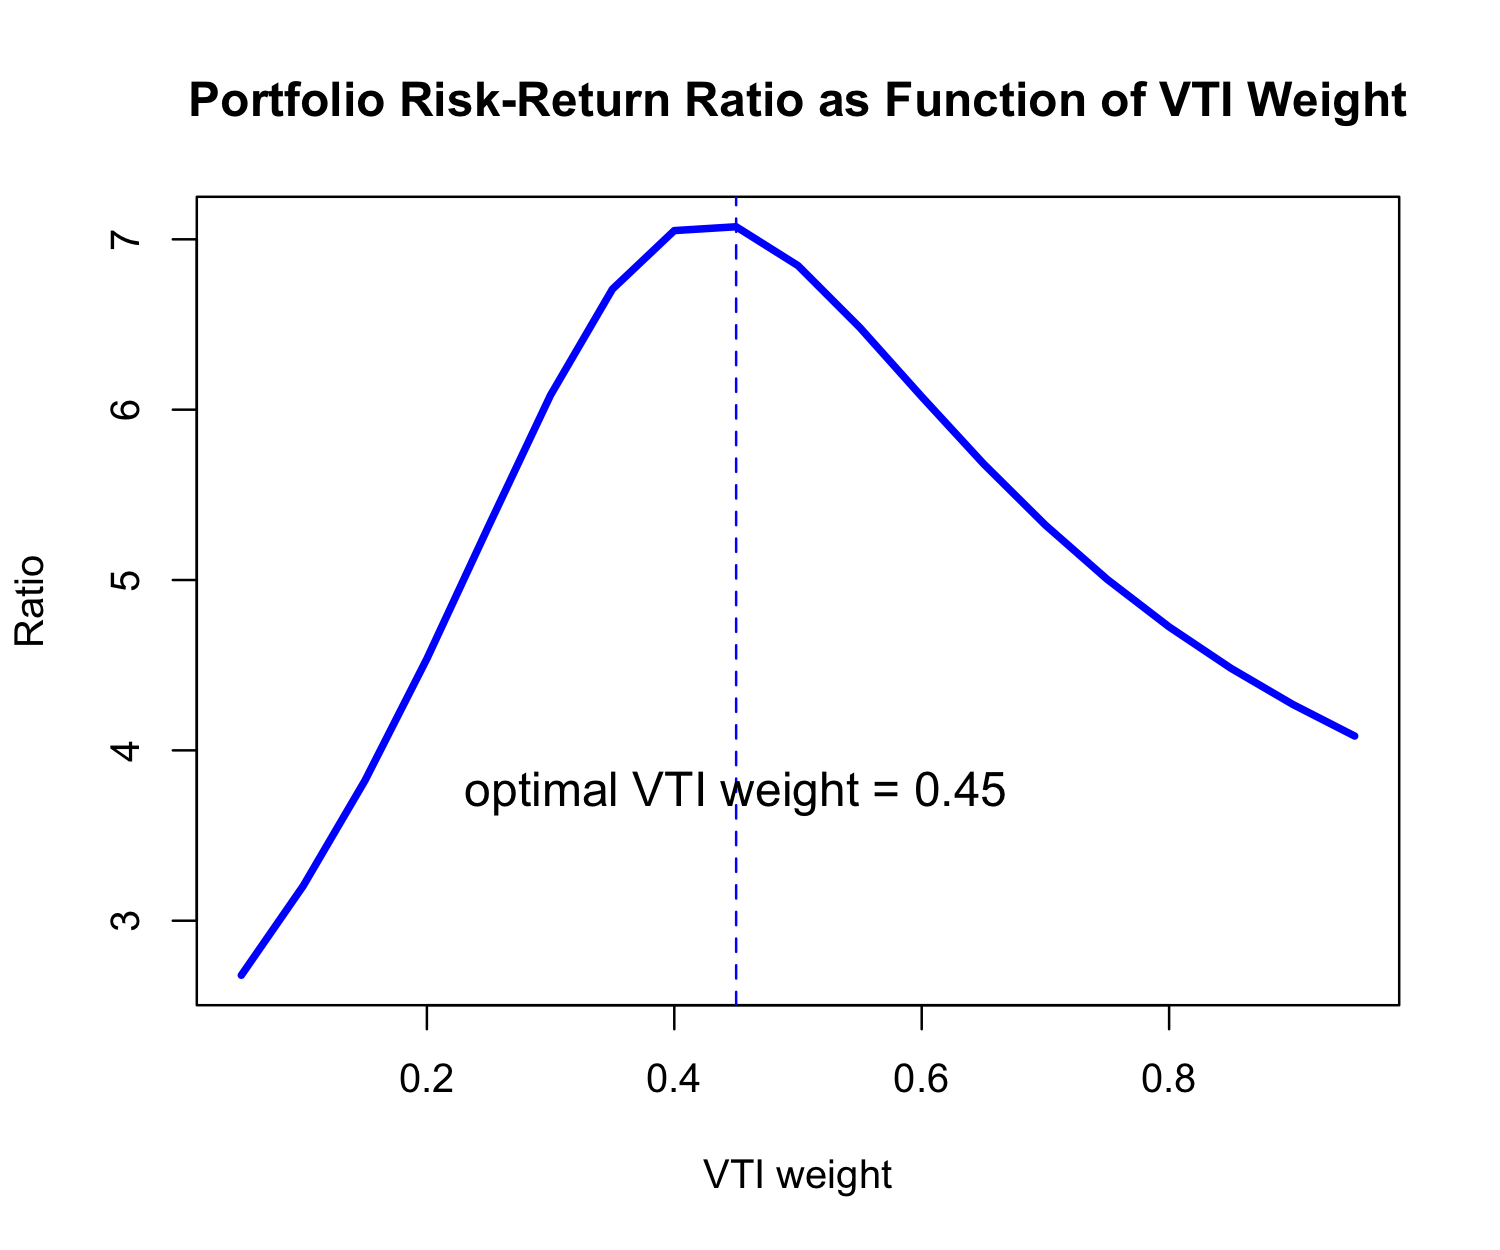 Portfolio Risk-Return Ratio as Function of VTI Weight
7
6
5
4
3
Ratio
optimal VTI weight = 0.45
0.2 0.4 0.6 0.8
VTI weight